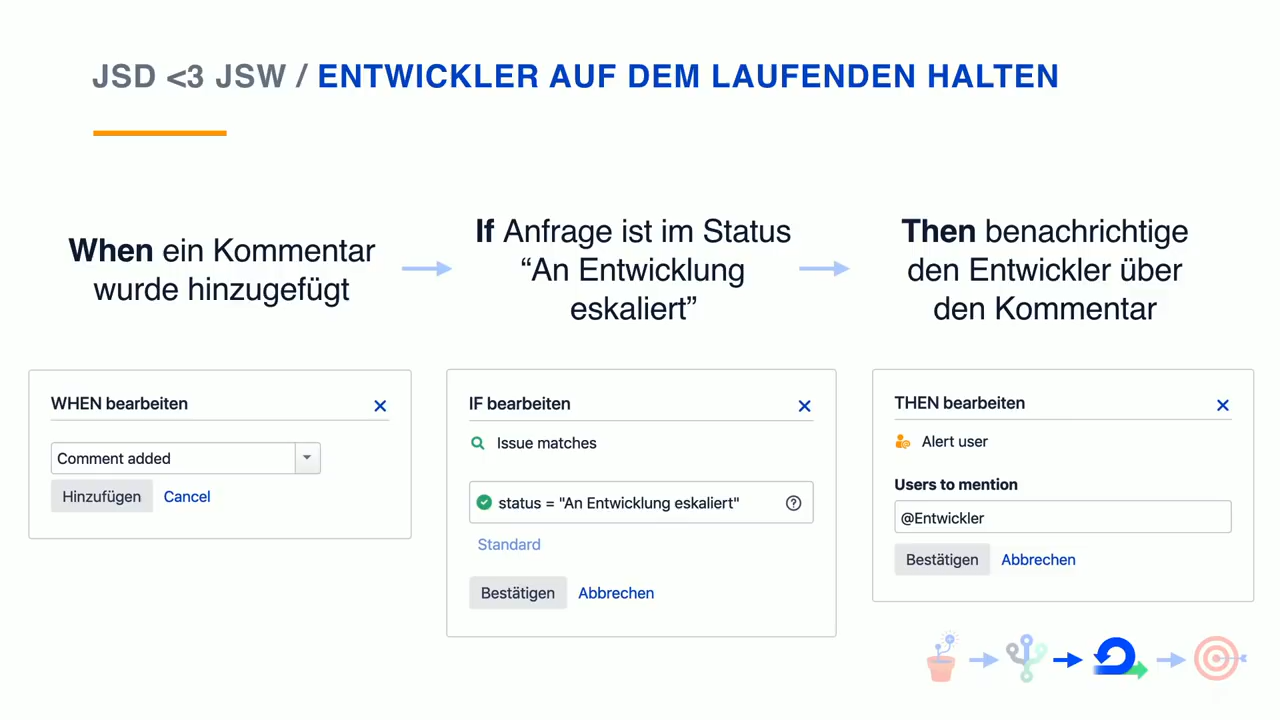 JSD <3 JSW / ENTWICKLER AUF DEM LAUFENDEN HALTEN
When ein Kommentar
wurde hinzugefügt
If Anfrage ist im Status
“An Entwicklung
eskaliert”
Then benachrichtige
den Entwickler über
den Kommentar
WHEN bearbeiten
Comment added
Hinzufügen Cancel
IF bearbeiten
Issue matches
status = "An Entwicklung eskaliert"
Standard
Bestätigen Abbrechen
THEN bearbeiten
Alert user
Users to mention
@Entwickler
Bestätigen Abbrechen